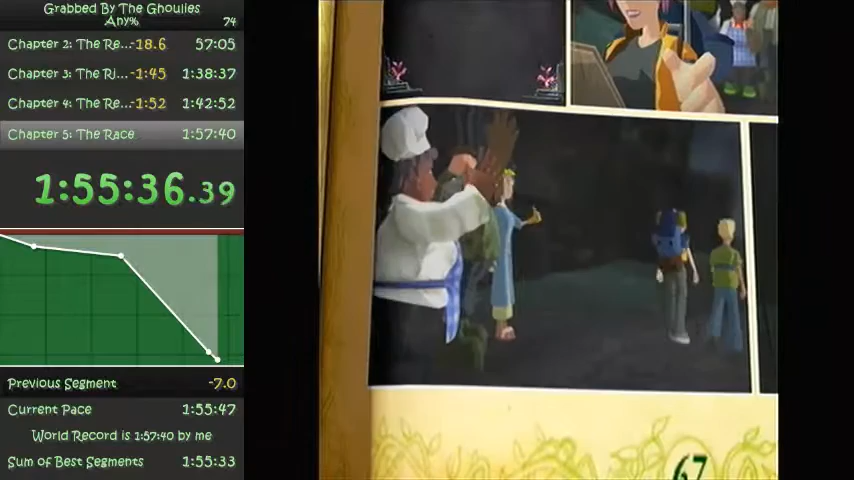 Grabbed By The Ghoulies
Any% 74
Chapter 2: The Re... -18.6 57:05
Chapter 3: The Ri... -1:45 1:38:37
Chapter 4: The Re... -1:52 1:42:52
Chapter 5: The Race 1:57:40
1:55:36.39
Previous Segment -7.0
Current Pace 1:55:47
World Record is 1:57:40 by me
Sum of Best Segments 1:55:33
67